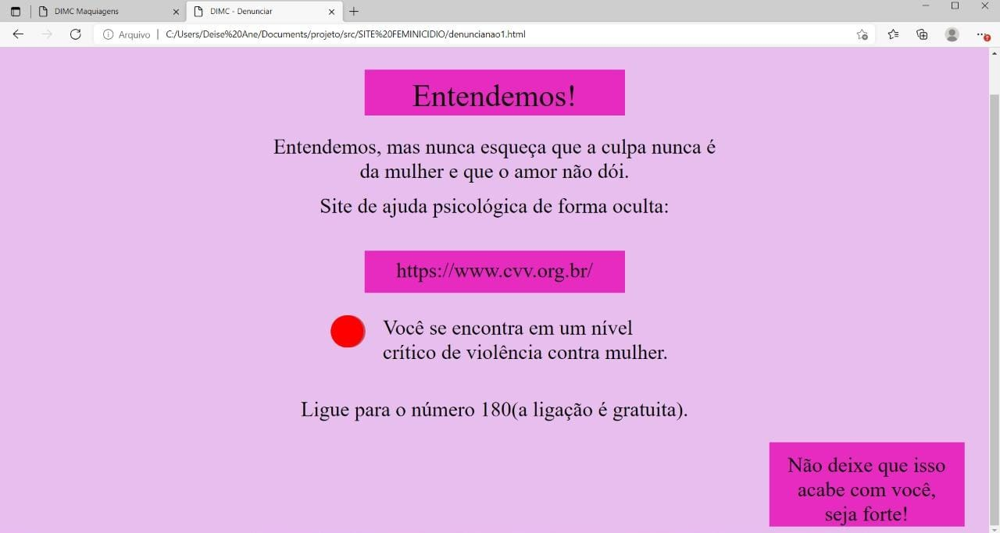 DIMC Maquiagens
DIMC - Denunciar
Arquivo
C:/Users/Deise%20Ane/Documents/projeto/src/SITE%20FEMINICIDIO/denuncianao1.html
Entendemos!
Entendemos, mas nunca esqueça que a culpa nunca é
da mulher e que o amor não dói.
Site de ajuda psicológica de forma oculta:
https://www.cvv.org.br/
Você se encontra em um nível
crítico de violência contra mulher.
Ligue para o número 180(a ligação é gratuita).
Não deixe que isso
acabe com você,
seja forte!